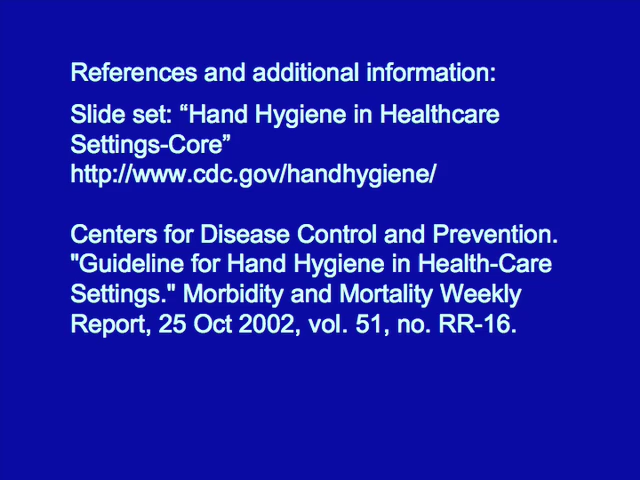 References and additional information:
Slide set: “Hand Hygiene in Healthcare
Settings-Core”
http://www.cdc.gov/handhygiene/
Centers for Disease Control and Prevention.
"Guideline for Hand Hygiene in Health-Care
Settings." Morbidity and Mortality Weekly
Report, 25 Oct 2002, vol. 51, no. RR-16.